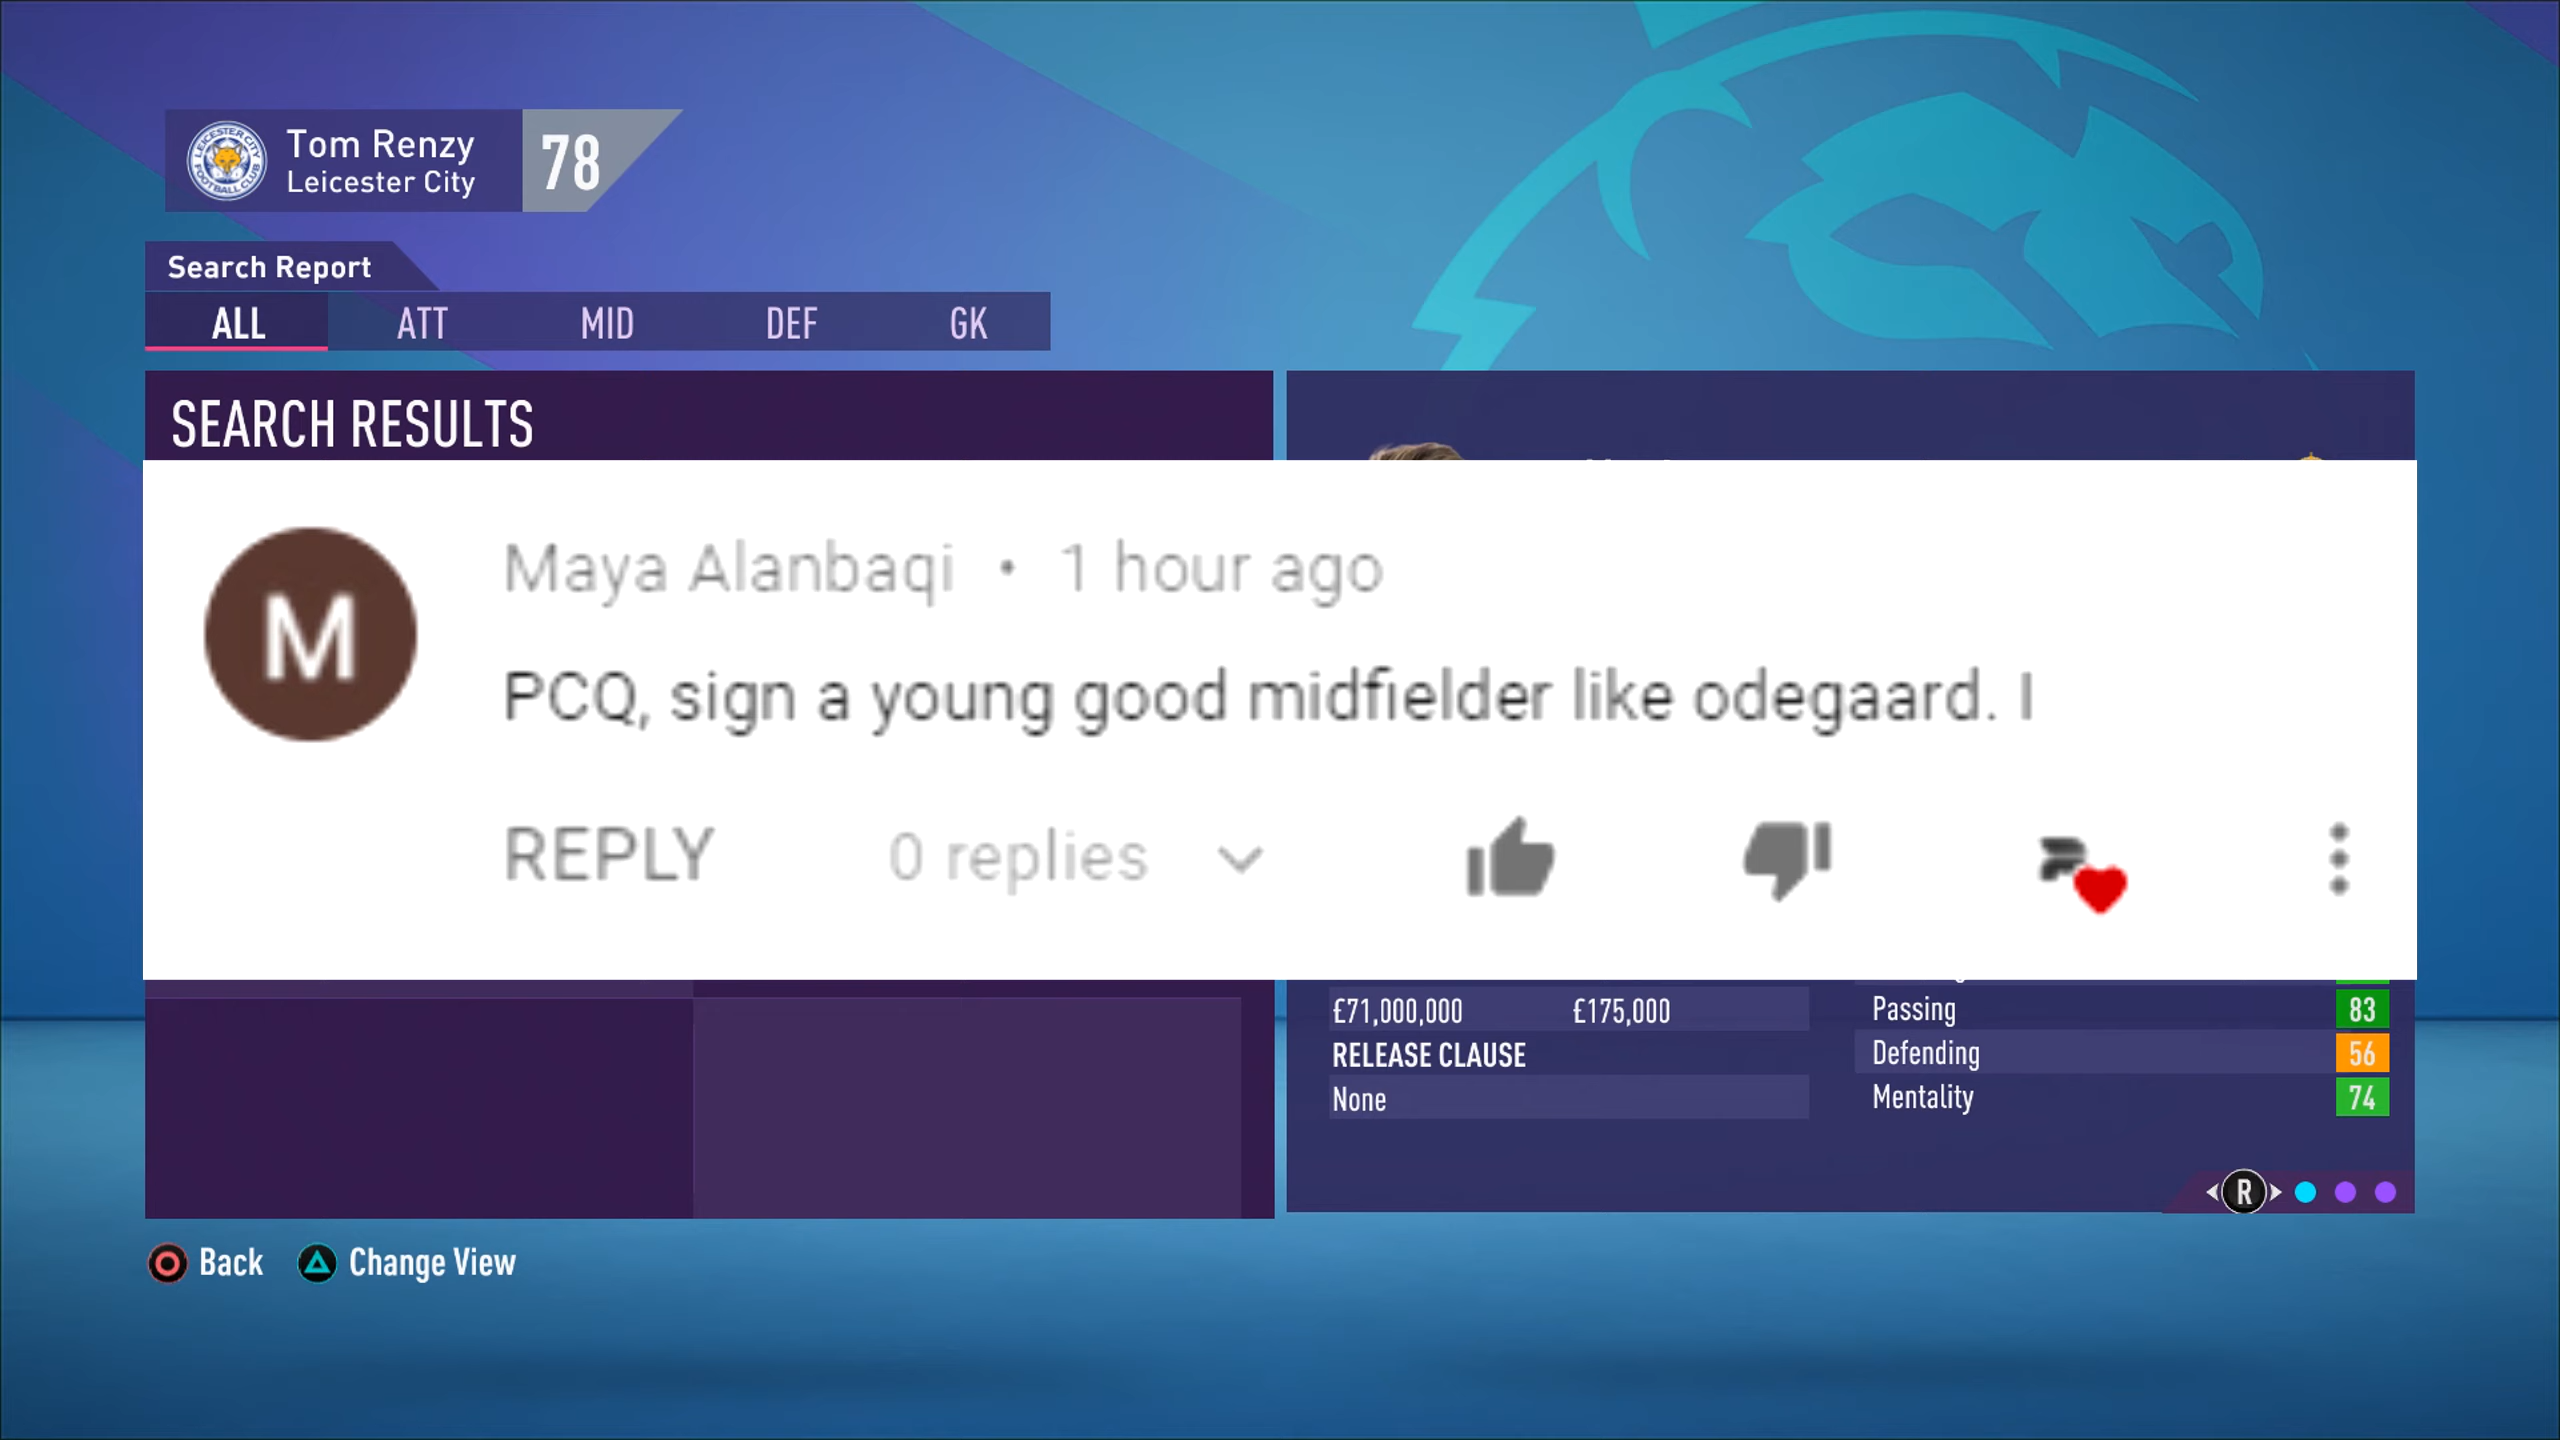 Tom Renzy
Leicester City
78
Search Report
ALL ATT MID DEF GK
SEARCH RESULTS
M
Maya Alanbaqi • 1 hour ago
PCQ, sign a young good midfielder like odegaard. I
REPLY 0 replies
£71,000,000 £175,000
RELEASE CLAUSE
None
Passing 83
Defending 56
Mentality 74
R
Back Change View